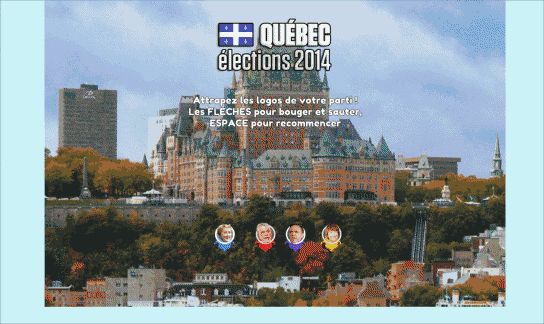 QUÉBEC
élections 2014
Attrapez les logos de votre parti !
Les FLÈCHES pour bouger et sauter,
ESPACE pour recommencer